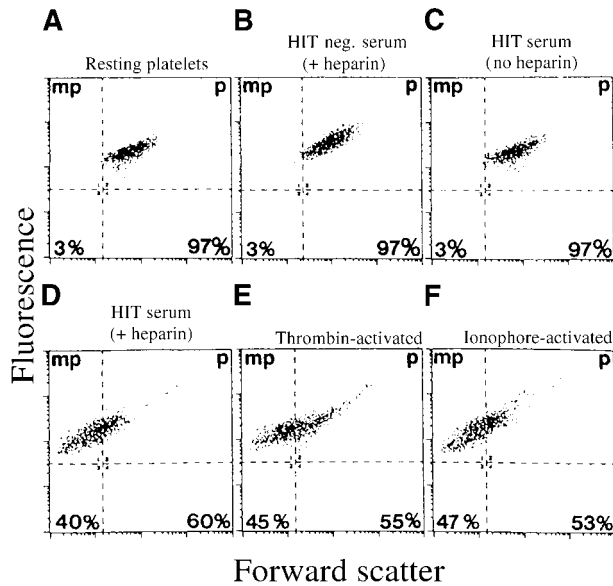 A
Resting platelets
mp p
3% 97%
B
HIT neg. serum
(+ heparin)
mp p
3% 97%
C
HIT serum
(no heparin)
mp p
3% 97%
D
HIT serum
(+ heparin)
mp p
40% 60%
E
Thrombin-activated
mp p
45% 55%
F
Ionophore-activated
mp p
47% 53%
Fluorescence
Forward scatter